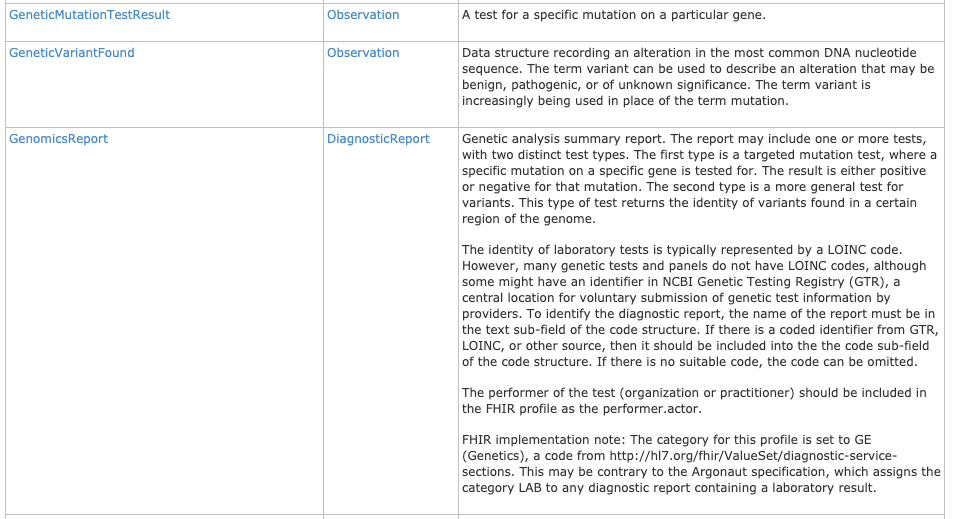 GeneticMutationTestResult Observation A test for a specific mutation on a particular gene.
GeneticVariantFound Observation Data structure recording an alteration in the most common DNA nucleotide
sequence. The term variant can be used to describe an alteration that may be
benign, pathogenic, or of unknown significance. The term variant is
increasingly being used in place of the term mutation.
GenomicsReport DiagnosticReport Genetic analysis summary report. The report may include one or more tests,
with two distinct test types. The first type is a targeted mutation test, where a
specific mutation on a specific gene is tested for. The result is either positive
or negative for that mutation. The second type is a more general test for
variants. This type of test returns the identity of variants found in a certain
region of the genome.
The identity of laboratory tests is typically represented by a LOINC code.
However, many genetic tests and panels do not have LOINC codes, although
some might have an identifier in NCBI Genetic Testing Registry (GTR), a
central location for voluntary submission of genetic test information by
providers. To identify the diagnostic report, the name of the report must be in
the text sub-field of the code structure. If there is a coded identifier from GTR,
LOINC, or other source, then it should be included into the the code sub-field
of the code structure. If there is no suitable code, the code can be omitted.
The performer of the test (organization or practitioner) should be included in
the FHIR profile as the performer.actor.
FHIR implementation note: The category for this profile is set to GE
(Genetics), a code from http://hl7.org/fhir/ValueSet/diagnostic-service-
sections. This may be contrary to the Argonaut specification, which assigns the
category LAB to any diagnostic report containing a laboratory result.